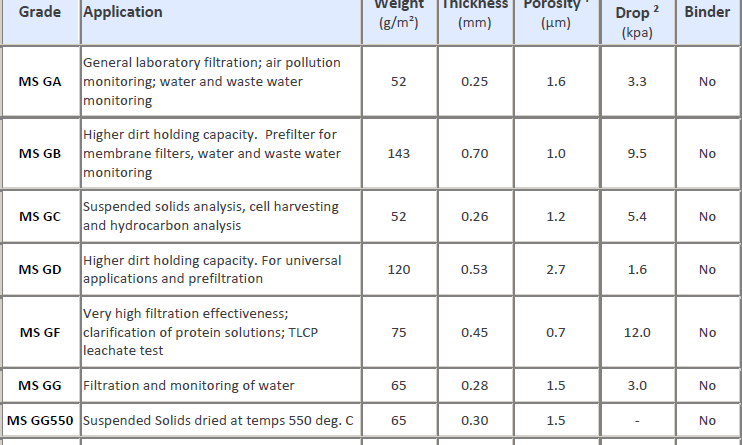 Grade Application Weight Thickness Porosity 1 Drop 2 Binder
(g/m²) (mm) (µm) (kpa)
General laboratory filtration; air pollution
MS GA monitoring; water and waste water 52 0.25 1.6 3.3 No
monitoring
Higher dirt holding capacity. Prefilter for
MS GB membrane filters, water and waste water 143 0.70 1.0 9.5 No
monitoring
Suspended solids analysis, cell harvesting
MS GC and hydrocarbon analysis 52 0.26 1.2 5.4 No
Higher dirt holding capacity. For universal
MS GD applications and prefiltration 120 0.53 2.7 1.6 No
Very high filtration effectiveness;
MS GF clarification of protein solutions; TLCP 75 0.45 0.7 12.0 No
leachate test
MS GG Filtration and monitoring of water 65 0.28 1.5 3.0 No
MS GG550 Suspended Solids dried at temps 550 deg. C 65 0.30 1.5 - No